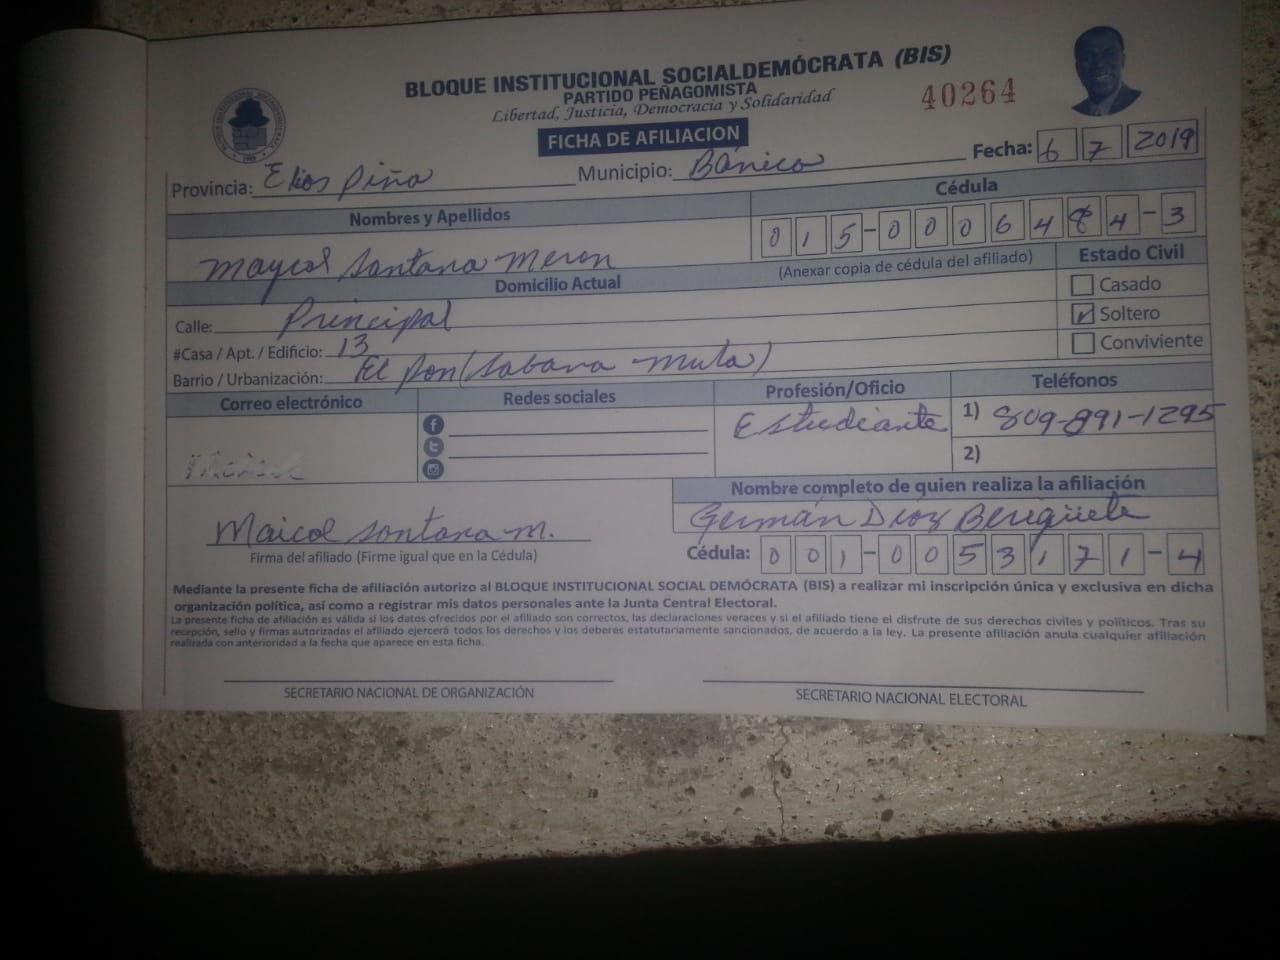 BLOQUE INSTITUCIONAL SOCIALDEMÓCRATA (BIS)
PARTIDO PEÑAGOMISTA
40264
Libertad, Justicia, Democracia y Solidaridad
FICHA DE AFILIACION
Fecha: 6 7 2019
Provincia: Elias Piña Municipio: Bánica
Nombres y Apellidos Cédula
Maycol Santana Meron 015-0006484-3
(Anexar copia de cédula del afiliado) Estado Civil
Domicilio Actual
Casado
Calle: Principal
Soltero
#Casa / Apt. / Edificio: 13
Conviviente
Barrio / Urbanización: El (Sabana Mula)
Correo electrónico Redes sociales Profesión/Oficio Teléfonos
Estudiante 1) 809-891-1295
2)
Nombre completo de quien realiza la afiliación
Maicol Santana M. Germán Díaz Berigüete
Firma del afiliado (Firme igual que en la Cédula) Cédula: 001-0053171-4
Mediante la presente ficha de afiliación autorizo al BLOQUE INSTITUCIONAL SOCIAL DEMÓCRATA (BIS) a realizar mi inscripción única y exclusiva en dicha
organización política, así como a registrar mis datos personales ante la Junta Central Electoral.
La presente ficha de afiliación es válida si los datos ofrecidos por el afiliado son correctos, las declaraciones veraces y si el afiliado tiene el disfrute de sus derechos civiles y políticos. Tras su
recepción, sello y firmas autorizadas el afiliado ejercerá todos los derechos y los deberes estatutariamente sancionados, de acuerdo a la ley. La presente afiliación anula cualquier afiliación
realizada con anterioridad a la fecha que aparece en esta ficha.
SECRETARIO NACIONAL DE ORGANIZACIÓN SECRETARIO NACIONAL ELECTORAL